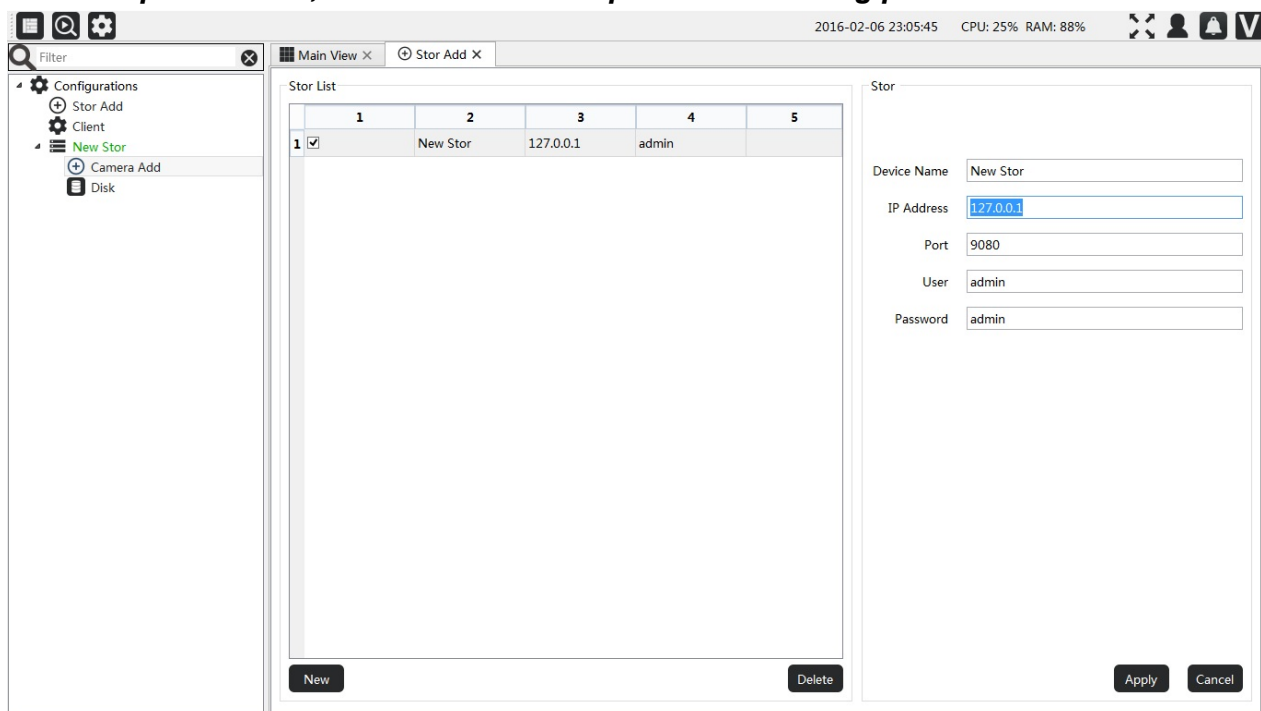 2016-02-06 23:05:45 CPU: 25% RAM: 88% V
Filter
Main View
Stor Add
Configurations
Stor Add
Client
New Stor
Camera Add
Disk
Stor List
1 2 3 4 5
1 New Stor 127.0.0.1 admin
New
Delete
Stor
Device Name New Stor
IP Address 127.0.0.1
Port 9080
User admin
Password admin
Apply
Cancel